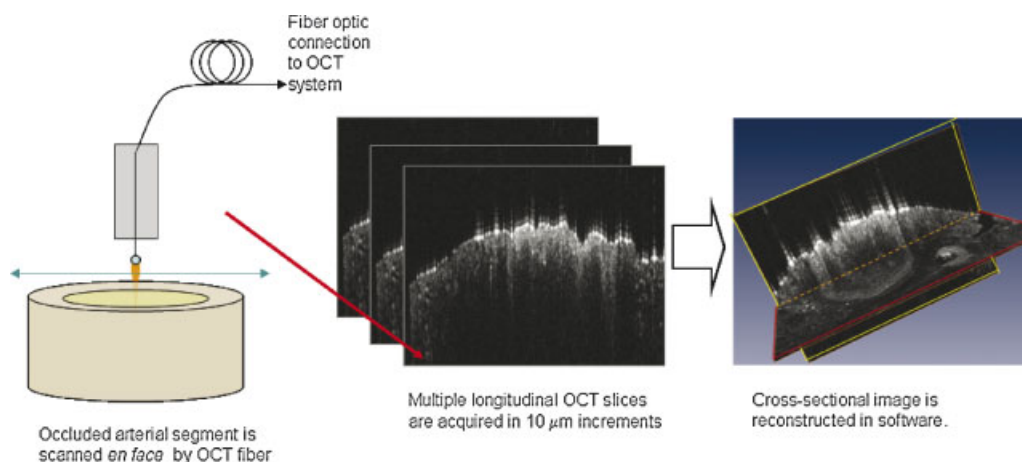 Fiber optic
connection
to OCT
system
Occluded arterial segment is
scanned en face by OCT fiber
Multiple longitudinal OCT slices
are acquired in 10 μm increments
Cross-sectional image is
reconstructed in software.